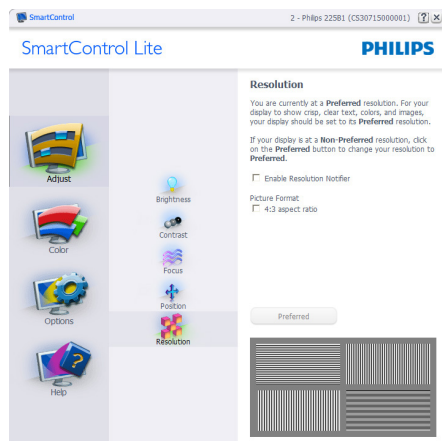 SmartControl
2 - Philips 225B1 (CS30715000001)
SmartControl Lite
PHILIPS
Adjust
Color
Options
Help
Brightness
Contrast
Focus
Position
Resolution
Resolution
You are currently at a Preferred resolution. For your
display to show crisp, clear text, colors, and images,
your display should be set to its Preferred resolution.
If your display is at a Non-Preferred resolution, click
on the Preferred button to change your resolution to
Preferred.
Enable Resolution Notifier
Picture Format
4:3 aspect ratio
Preferred